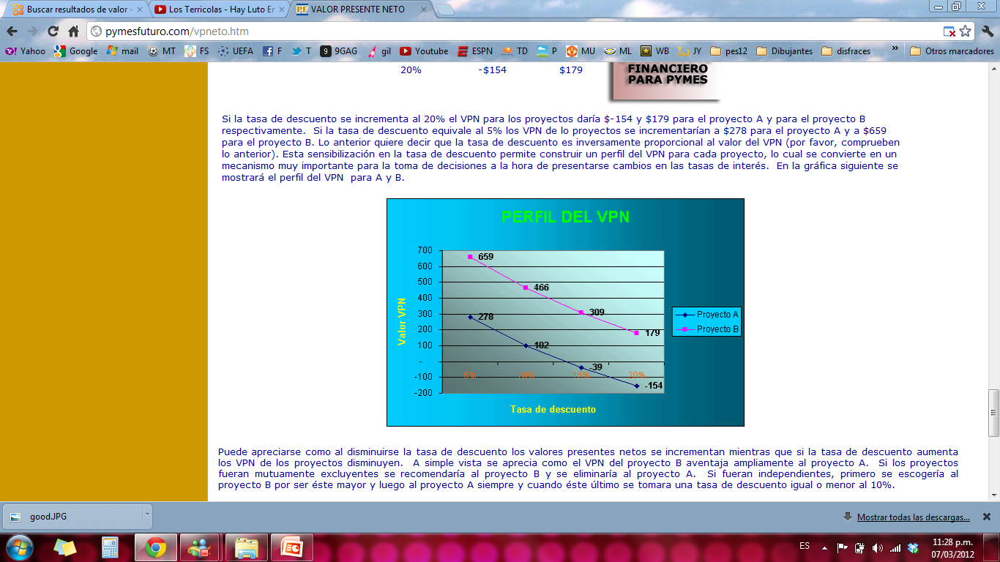 Buscar resultados de valor -
Los Terricolas - Hay Luto En
PF VALOR PRESENTE NETO
pymesfuturo.com/vpneto.htm
Yahoo Google mail MT FS UEFA F T 9GAG gil Youtube ESPN TD P MU ML WB JY pes12 Dibujantes disfraces » Otros marcadores
20% -$154 $179
FINANCIERO
PARA PYMES
Si la tasa de descuento se incrementa al 20% el VPN para los proyectos daría $-154 y $179 para el proyecto A y para el proyecto B
respectivamente. Si la tasa de descuento equivale al 5% los VPN de lo proyectos se incrementarían a $278 para el proyecto A y a $659
para el proyecto B. Lo anterior quiere decir que la tasa de descuento es inversamente proporcional al valor del VPN (por favor, comprueben
lo anterior). Esta sensibilización en la tasa de descuento permite construir un perfil del VPN para cada proyecto, lo cual se convierte en un
mecanismo muy importante para la toma de decisiones a la hora de presentarse cambios en las tasas de interés. En la gráfica siguiente se
mostrará el perfil del VPN para A y B.
PERFIL DEL VPN
Valor VPN
700
600
500
400
300
200
100
-
-100
-200
659
466
309
179
278
102
-39
-154
5% 10% 15% 20%
Tasa de descuento
Proyecto A
Proyecto B
Puede apreciarse como al disminuirse la tasa de descuento los valores presentes netos se incrementan mientras que si la tasa de descuento aumenta
los VPN de los proyectos disminuyen. A simple vista se aprecia como el VPN del proyecto B aventaja ampliamente al proyecto A. Si los proyectos
fueran mutuamente excluyentes se recomendaría al proyecto B y se eliminaría al proyecto A. Si fueran independientes, primero se escogería al
proyecto B por ser éste mayor y luego al proyecto A siempre y cuando éste último se tomara una tasa de descuento igual o menor al 10%.
good.JPG
Mostrar todas las descargas...
ES
11:28 p.m.
07/03/2012